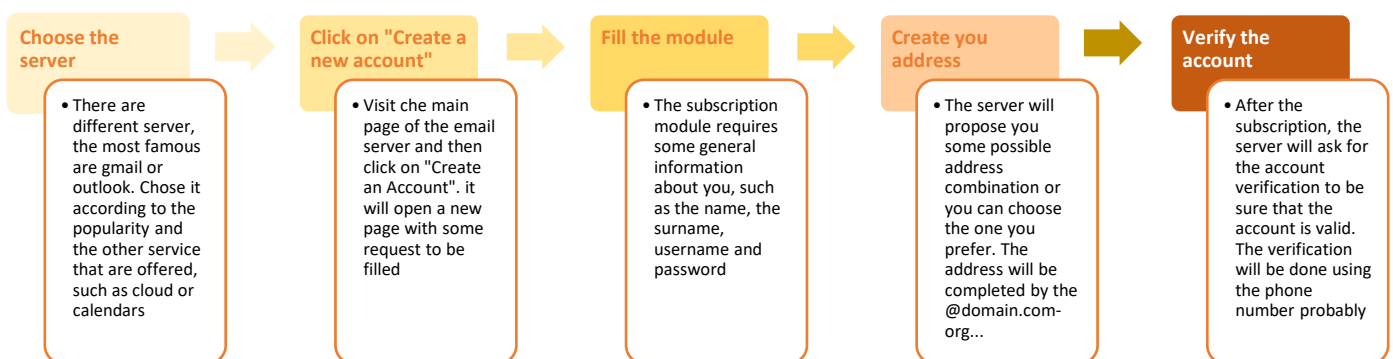 Choose the
server
• There are
different server,
the most famous
are gmail or
outlook. Chose it
according to the
popularity and
the other service
that are offered,
such as cloud or
calendars
Click on "Create a
new account"
• Visit che main
page of the email
server and then
click on "Create
an Account". it
will open a new
page with some
request to be
filled
Fill the module
• The subscription
module requires
some general
information
about you, such
as the name, the
surname,
username and
password
Create you
address
• The server will
propose you
some possible
address
combination or
you can choose
the one you
prefer. The
address will be
completed by the
@domain.com-
org...
Verify the
account
• After the
subscription, the
server will ask for
the account
verification to be
sure that the
account is valid.
The verification
will be done using
the phone
number probably